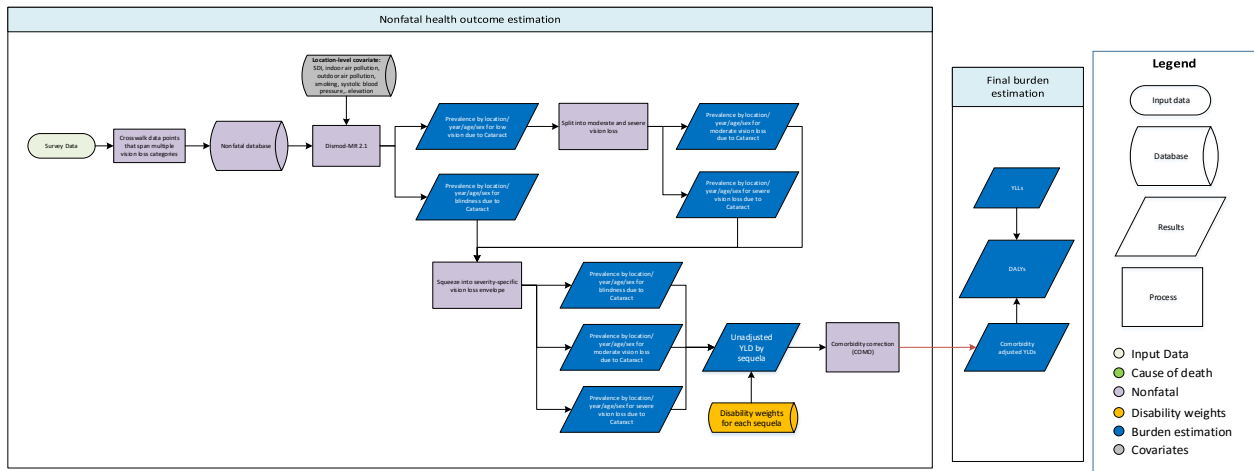 Nonfatal health outcome estimation
Location-level covariate:
SDI, indoor air pollution,
outdoor air pollution,
smoking, systolic blood
pressure,, elevation
Survey Data
Crosswalk data points
that span multiple
vision loss categories
Nonfatal database
Dismod-MR 2.1
Prevalence by location/
year/age/sex for low
vision due to Cataract
Split into moderate and severe
vision loss
Prevalence by location/
year/age/sex for
moderate vision loss
due to Cataract
Prevalence by location/
year/age/sex for
blindness due to
Cataract
Prevalence by location/
year/age/sex for severe
vision loss due to
Cataract
Squeeze into severity-specific
vision loss envelope
Prevalence by location/
year/age/sex for
blindness due to
Cataract
Prevalence by location/
year/age/sex for
moderate vision loss
due to Cataract
Prevalence by location/
year/age/sex for severe
vision loss due to
Cataract
Unadjusted
YLD by
sequela
Disability weights
for each sequela
Comorbidity correction
(COMO)
Final burden
estimation
YLLs
DALYs
Comorbidity
adjusted YLDs
Legend
Input data
Database
Results
Process
Input Data
Cause of death
Nonfatal
Disability weights
Burden estimation
Covariates